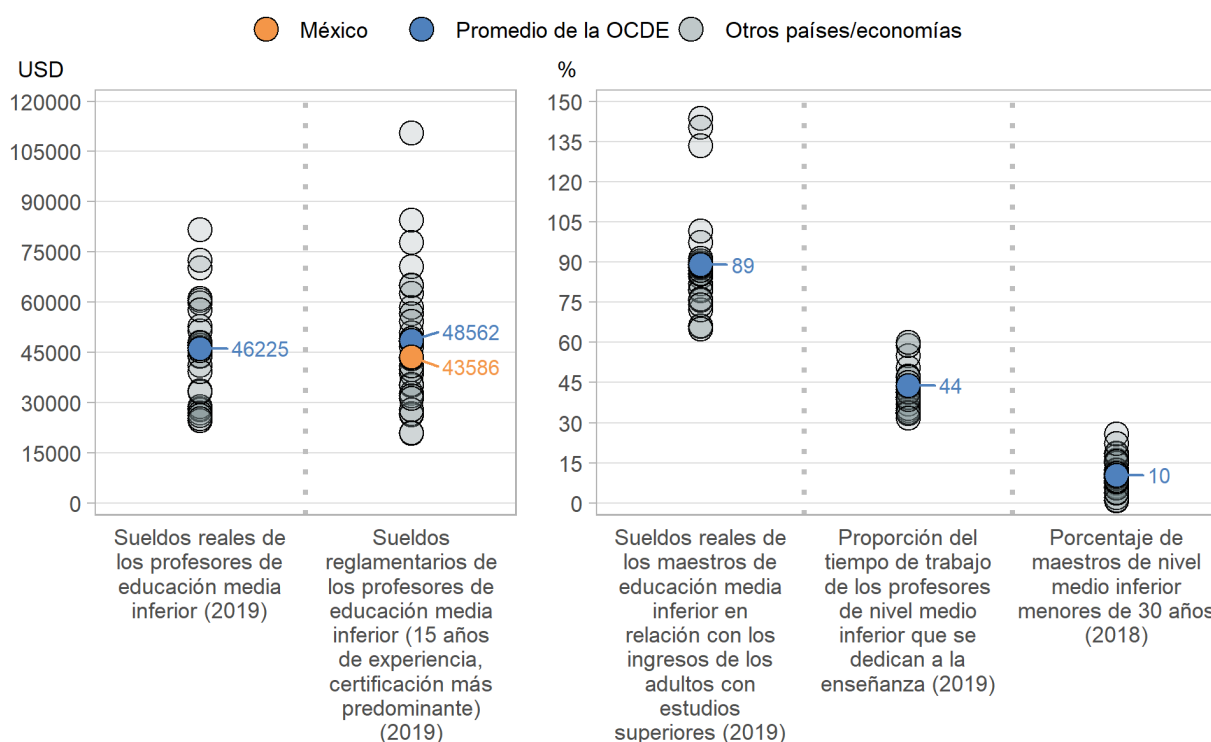 México
Promedio de la OCDE
Otros países/economías
USD
120000
105000
90000
75000
60000
45000
30000
15000
0
46225
48562
43586
Sueldos reales de
los profesores de
educación media
inferior (2019)
Sueldos
reglamentarios de
los profesores de
educación media
inferior (15 años
de experiencia,
certificación más
predominante)
(2019)
%
150
135
120
105
90
75
60
45
30
15
0
89
44
10
Sueldos reales de
los maestros de
educación media
inferior en
relación con los
ingresos de los
adultos con
estudios
superiores (2019)
Proporción del
tiempo de trabajo
de los profesores
de nivel medio
inferior que se
dedican a la
enseñanza (2019)
Porcentaje de
maestros de nivel
medio inferior
menores de 30 años
(2018)